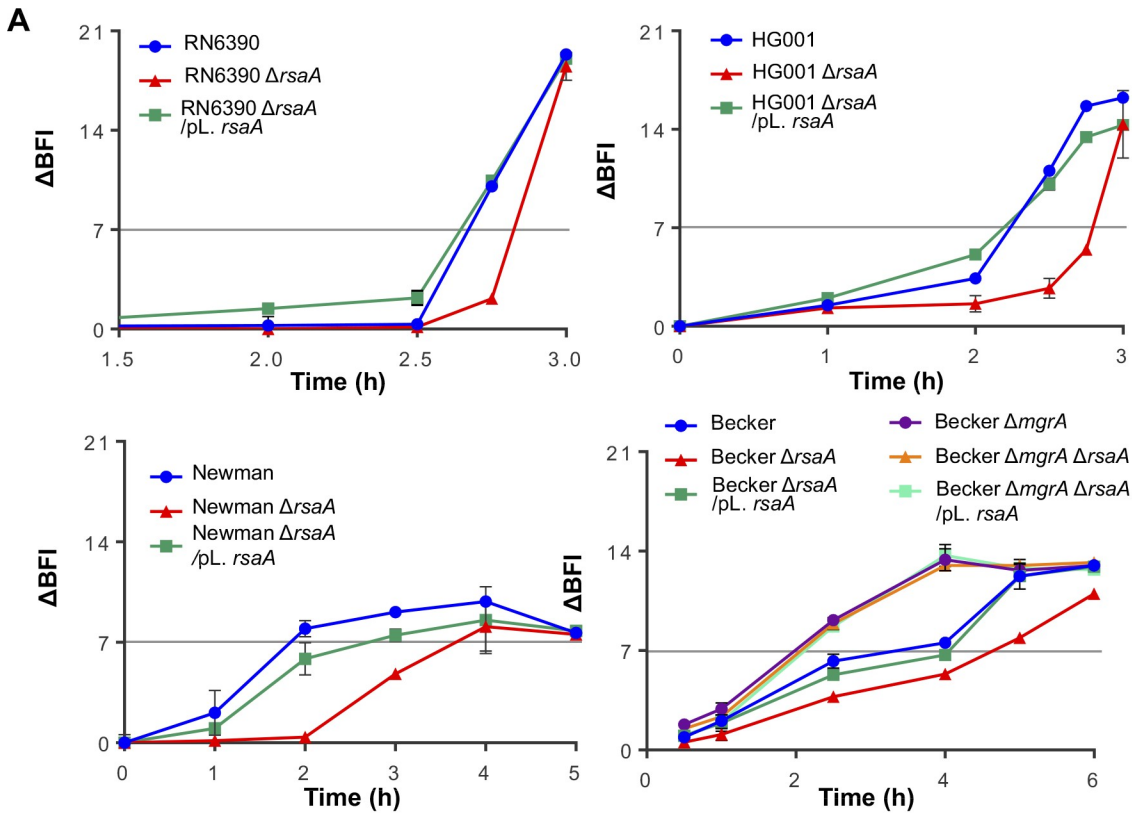 A
21
14
7
0
ΔBFI
RN6390
RN6390 ΔrsaA
RN6390 ΔrsaA
/pL. rsaA
1.5 2.0 2.5 3.0
Time (h)
21
14
7
0
ΔBFI
HG001
HG001 ΔrsaA
HG001 ΔrsaA
/pL. rsaA
0 1 2 3
Time (h)
21
14
7
0
ΔBFI
Newman
Newman ΔrsaA
Newman ΔrsaA
/pL. rsaA
0 1 2 3 4 5
Time (h)
Becker
Becker ΔrsaA
Becker ΔrsaA
/pL. rsaA
Becker ΔmgrA
Becker ΔmgrA ΔrsaA
Becker ΔmgrA ΔrsaA
/pL. rsaA
21
14
7
0
ΔBFI
0 2 4 6
Time (h)